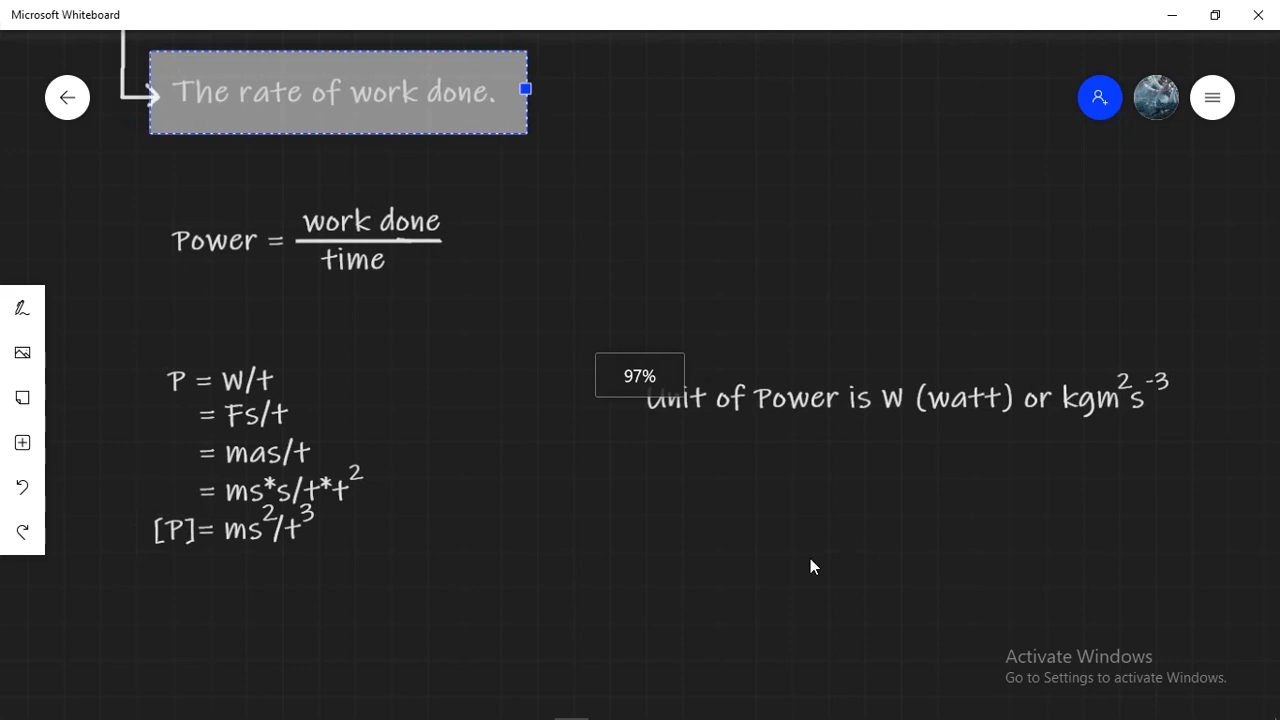 Microsoft Whiteboard
The rate of work done.
Power = work done
time
P = W/t
= Fs/t
= mas/t
= ms*s/t*t²
[P]= ms²/t³
97%
Unit of Power is W (watt) or kgm²s⁻³
Activate Windows
Go to Settings to activate Windows.